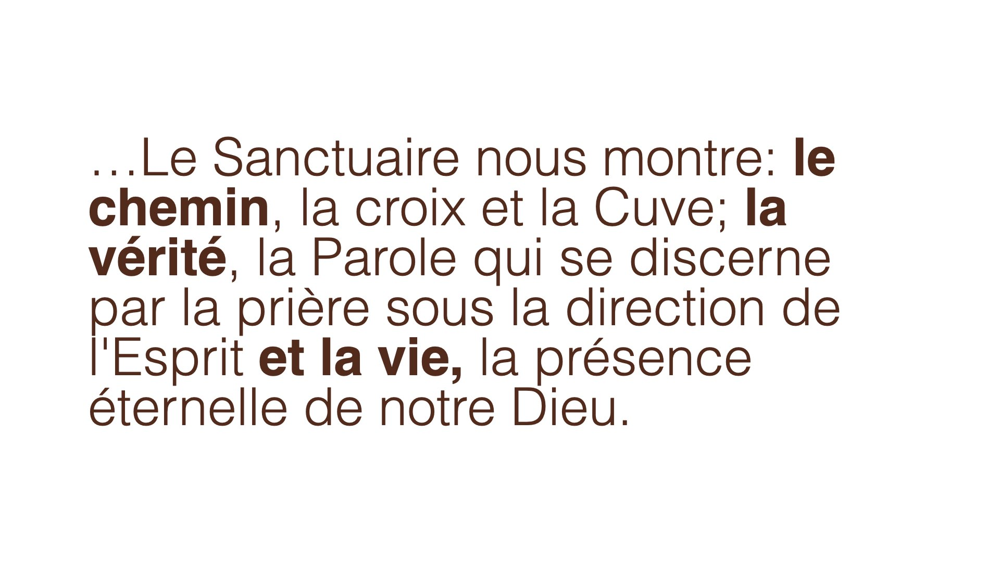 …Le Sanctuaire nous montre: le
chemin, la croix et la Cuve; la
vérité, la Parole qui se discerne
par la prière sous la direction de
l'Esprit et la vie, la présence
éternelle de notre Dieu.